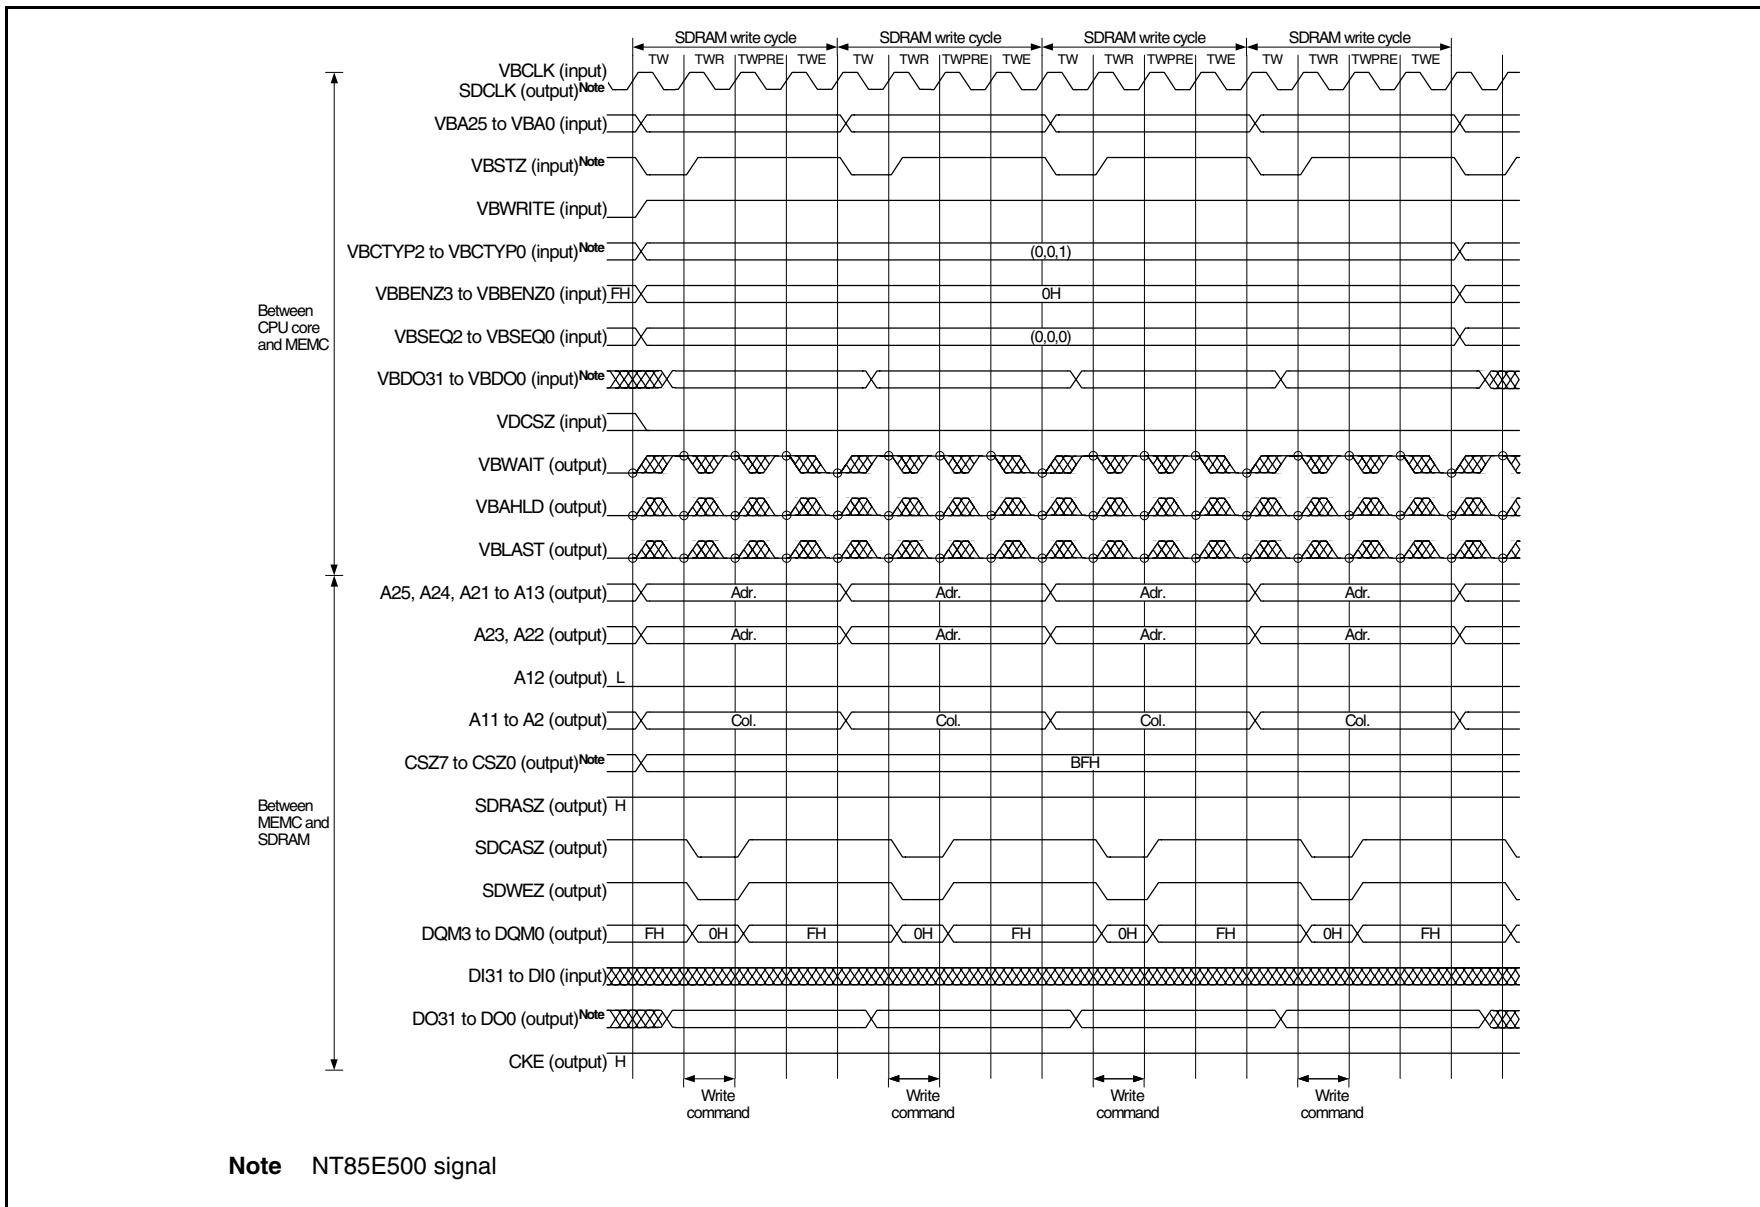 SDRAM write cycle SDRAM write cycle SDRAM write cycle SDRAM write cycle
TW TWR TWPRE TWE TW TWR TWPRE TWE TW TWR TWPRE TWE TW TWR TWPRE TWE
VBCLK (input)
SDCLK (output)Note
VBA25 to VBA0 (input)
VBSTZ (input)Note
VBWRITE (input)
VBCTYP2 to VBCTYP0 (input)Note (0,0,1)
VBBENZ3 to VBBENZ0 (input) FH 0H
Between
CPU core
and MEMC
VBSEQ2 to VBSEQ0 (input) (0,0,0)
VBDO31 to VBDO0 (input)Note
VDCSZ (input)
VBWAIT (output)
VBAHLD (output)
VBLAST (output)
A25, A24, A21 to A13 (output) Adr. Adr. Adr. Adr.
A23, A22 (output) Adr. Adr. Adr. Adr.
A12 (output) L
A11 to A2 (output) Col. Col. Col. Col.
CSZ7 to CSZ0 (output)Note BFH
SDRASZ (output) H
Between
MEMC and
SDRAM
SDCASZ (output)
SDWEZ (output)
DQM3 to DQM0 (output) FH 0H FH 0H FH 0H FH 0H FH
DI31 to DI0 (input)
DO31 to DO0 (output)Note
CKE (output) H
Write Write Write Write
command command command command
Note NT85E500 signal